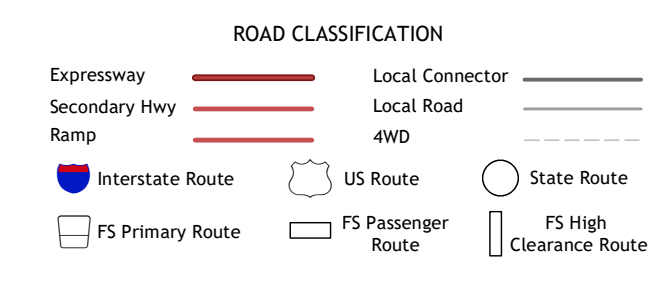 ROAD CLASSIFICATION
Expressway
Local Connector
Secondary Hwy
Local Road
Ramp
4WD
Interstate Route
US Route
State Route
FS Primary Route
FS Passenger
Route
FS High
Clearance Route